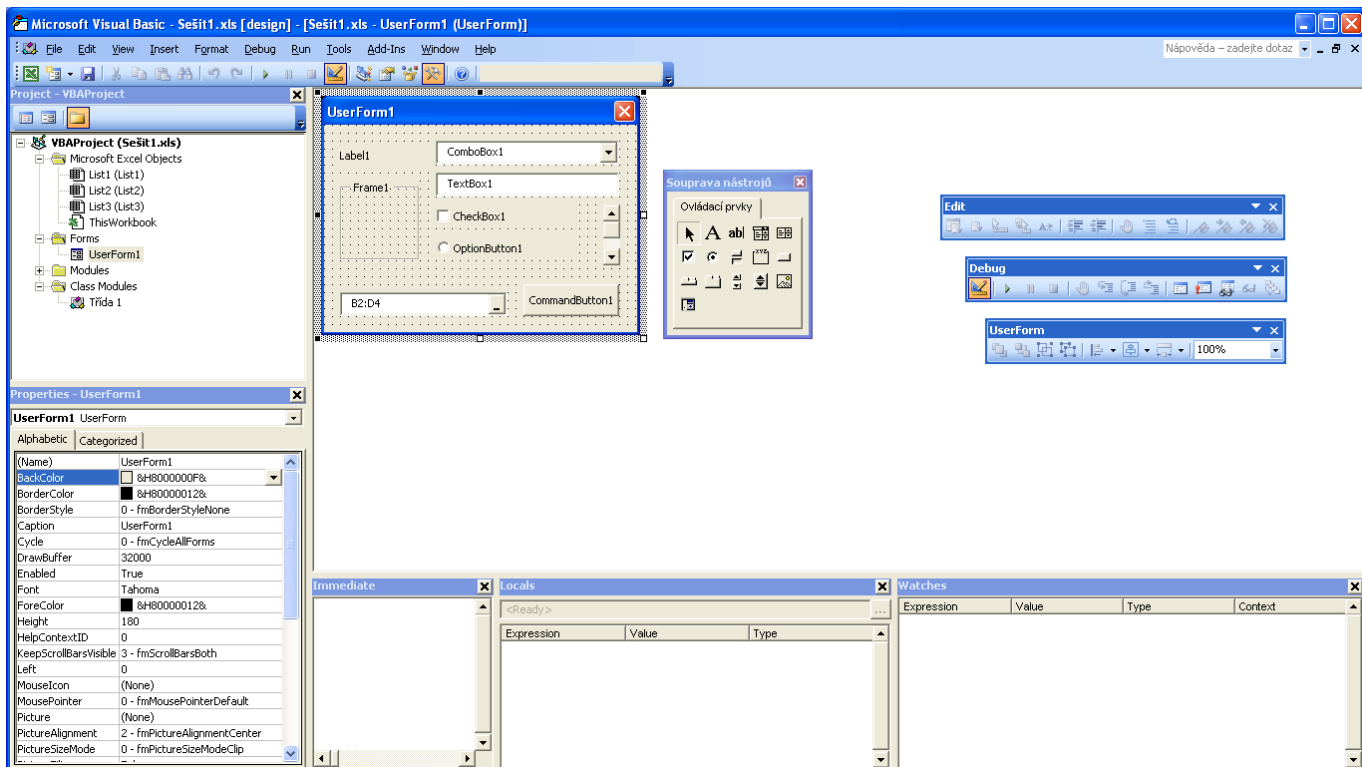 Microsoft Visual Basic - Sešit1.xls [design] - [Sešit1.xls - UserForm1 (UserForm)]
File Edit View Insert Format Debug Run Tools Add-Ins Window Help
Nápověda – zadejte dotaz
Project - VBAProject
VBAProject (Sešit1.xls)
Microsoft Excel Objects
List1 (List1)
List2 (List2)
List3 (List3)
ThisWorkbook
Forms
UserForm1
Modules
Class Modules
Třída 1
UserForm1
Label1
ComboBox1
Frame1
TextBox1
CheckBox1
OptionButton1
B2:D4
CommandButton1
Souprava nástrojů
Ovládací prvky
A ab|
XYZ
Edit
Debug
UserForm
100%
Properties - UserForm1
UserForm1 UserForm
Alphabetic Categorized
(Name) UserForm1
BackColor &H8000000F&
BorderColor &H80000012&
BorderStyle 0 - fmBorderStyleNone
Caption UserForm1
Cycle 0 - fmCycleAllForms
DrawBuffer 32000
Enabled True
Font Tahoma
ForeColor &H80000012&
Height 180
HelpContextID 0
KeepScrollBarsVisible 3 - fmScrollBarsBoth
Left 0
MouseIcon (None)
MousePointer 0 - fmMousePointerDefault
Picture (None)
PictureAlignment 2 - fmPictureAlignmentCenter
PictureSizeMode 0 - fmPictureSizeModeClip
Immediate
Locals
<Ready>
...
Expression Value Type
Watches
Expression Value Type Context